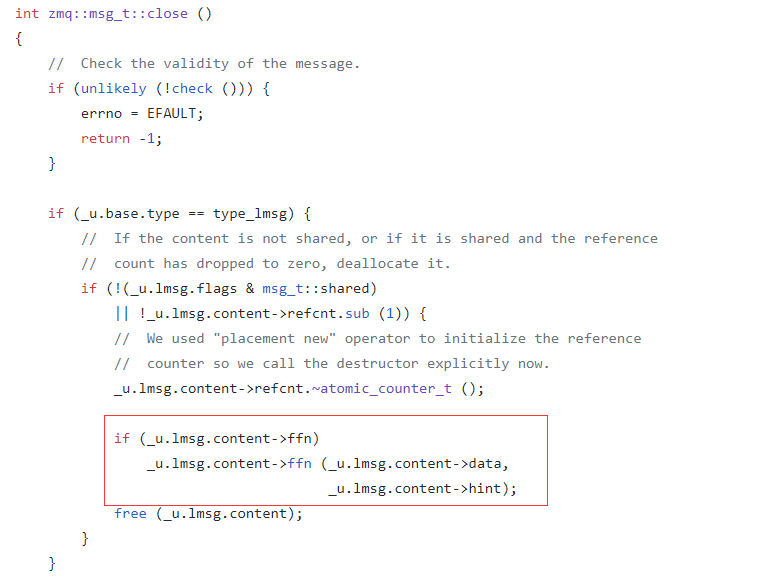 int zmq::msg_t::close ()
{
    //  Check the validity of the message.
    if (unlikely (!check ())) {
        errno = EFAULT;
        return -1;
    }

    if (_u.base.type == type_lmsg) {
        //  If the content is not shared, or if it is shared and the reference
        //  count has dropped to zero, deallocate it.
        if (!(_u.lmsg.flags & msg_t::shared)
            || !_u.lmsg.content->refcnt.sub (1)) {
            //  We used "placement new" operator to initialize the reference
            //  counter so we call the destructor explicitly now.
            _u.lmsg.content->refcnt.~atomic_counter_t ();

            if (_u.lmsg.content->ffn)
                _u.lmsg.content->ffn (_u.lmsg.content->data,
                                      _u.lmsg.content->hint);
            free (_u.lmsg.content);
        }
    }